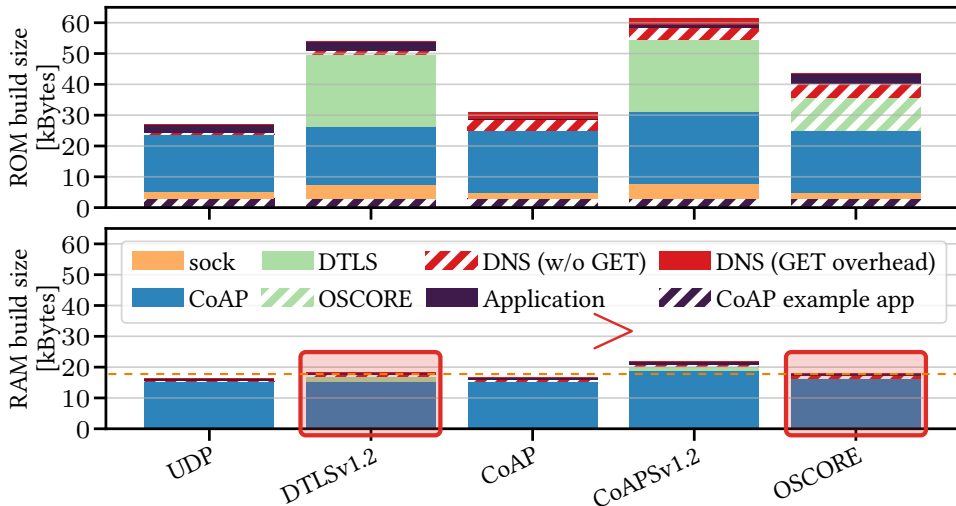 ROM build size
[kBytes]
60
50
40
30
20
10
0
RAM build size
[kBytes]
60
50
40
30
20
10
0
sock
DTLS
DNS (w/o GET)
DNS (GET overhead)
CoAP
OSCORE
Application
CoAP example app
>
UDP
DTLSv1.2
CoAP
CoAPSv1.2
OSCORE